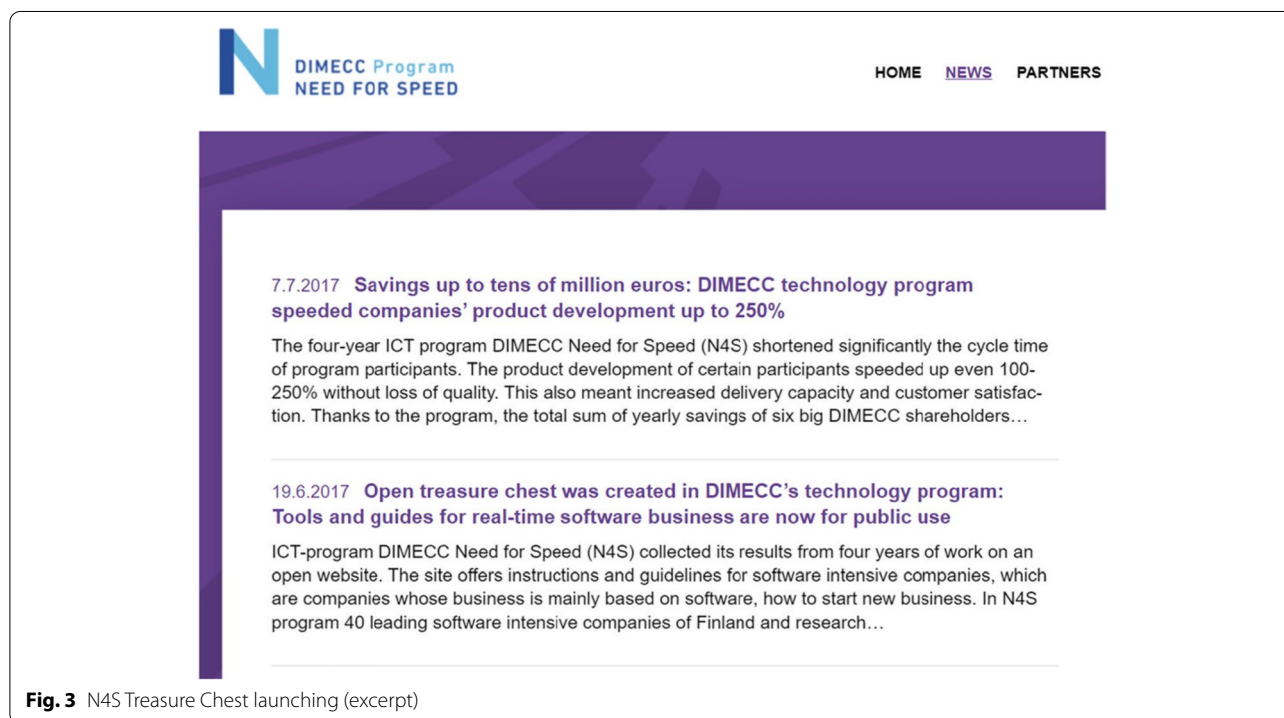 DIMECC Program
NEED FOR SPEED
HOME NEWS PARTNERS
7.7.2017 Savings up to tens of million euros: DIMECC technology program
speeded companies’ product development up to 250%
The four-year ICT program DIMECC Need for Speed (N4S) shortened significantly the cycle time
of program participants. The product development of certain participants speeded up even 100-
250% without loss of quality. This also meant increased delivery capacity and customer satisfac-
tion. Thanks to the program, the total sum of yearly savings of six big DIMECC shareholders…
19.6.2017 Open treasure chest was created in DIMECC’s technology program:
Tools and guides for real-time software business are now for public use
ICT-program DIMECC Need for Speed (N4S) collected its results from four years of work on an
open website. The site offers instructions and guidelines for software intensive companies, which
are companies whose business is mainly based on software, how to start new business. In N4S
program 40 leading software intensive companies of Finland and research…
Fig. 3 N4S Treasure Chest launching (excerpt)